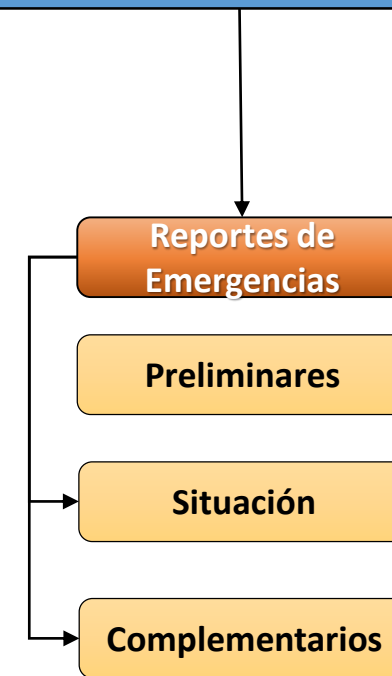 Reportes de
Emergencias
Preliminares
Situación
Complementarios